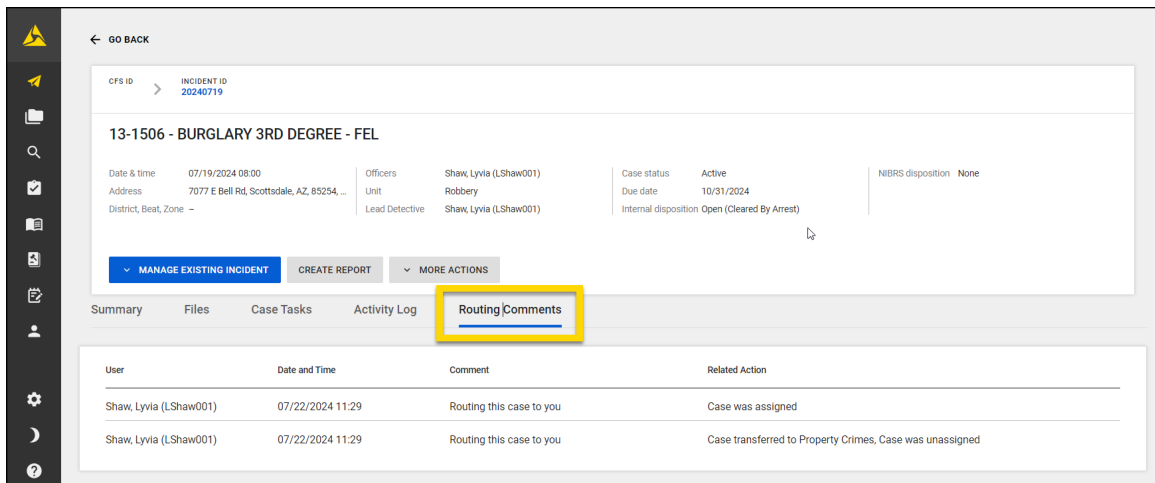 GO BACK
CFS ID
INCIDENT ID
20240719
13-1506 - BURGLARY 3RD DEGREE - FEL
Date & time 07/19/2024 08:00
Address 7077 E Bell Rd, Scottsdale, AZ, 85254, ...
District, Beat, Zone –
Officers Shaw, Lyvia (LShaw001)
Unit Robbery
Lead Detective Shaw, Lyvia (LShaw001)
Case status Active
Due date 10/31/2024
Internal disposition Open (Cleared By Arrest)
NIBRS disposition None
MANAGE EXISTING INCIDENT CREATE REPORT MORE ACTIONS
Summary Files Case Tasks Activity Log Routing Comments
User Date and Time Comment Related Action
Shaw, Lyvia (LShaw001) 07/22/2024 11:29 Routing this case to you Case was assigned
Shaw, Lyvia (LShaw001) 07/22/2024 11:29 Routing this case to you Case transferred to Property Crimes, Case was unassigned